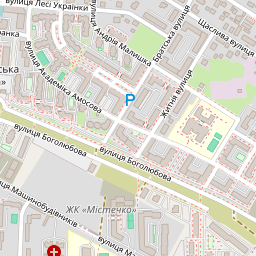 вулиця Лесі Українки
Андрія Малишка
Братська вулиця
Щаслива вулиця
вулиця Академіка Амосова
P
Житня вулиця
вулиця Боголюбова
вулиця Боголюбова
ЖК «Містечко»
вулиця Машинобудівників
вулиця